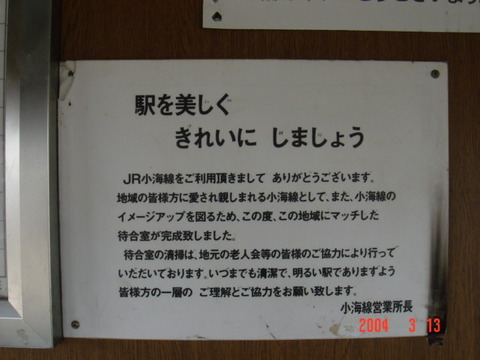 駅を美しく
きれいに しましょう
JR小海線をご利用頂きまして ありがとうございます。
地域の皆様方に愛され親しまれる小海線として、また、小海線の
イメージアップを図るため、この度、この地域にマッチした
待合室が完成致しました。
待合室の清掃は、地元の老人会等の皆様のご協力により行って
いただいております。いつまでも清潔で、明るい駅でありますよう
皆様方の一層の ご理解とご協力をお願い致します。
小海線営業所長
2004 3 13